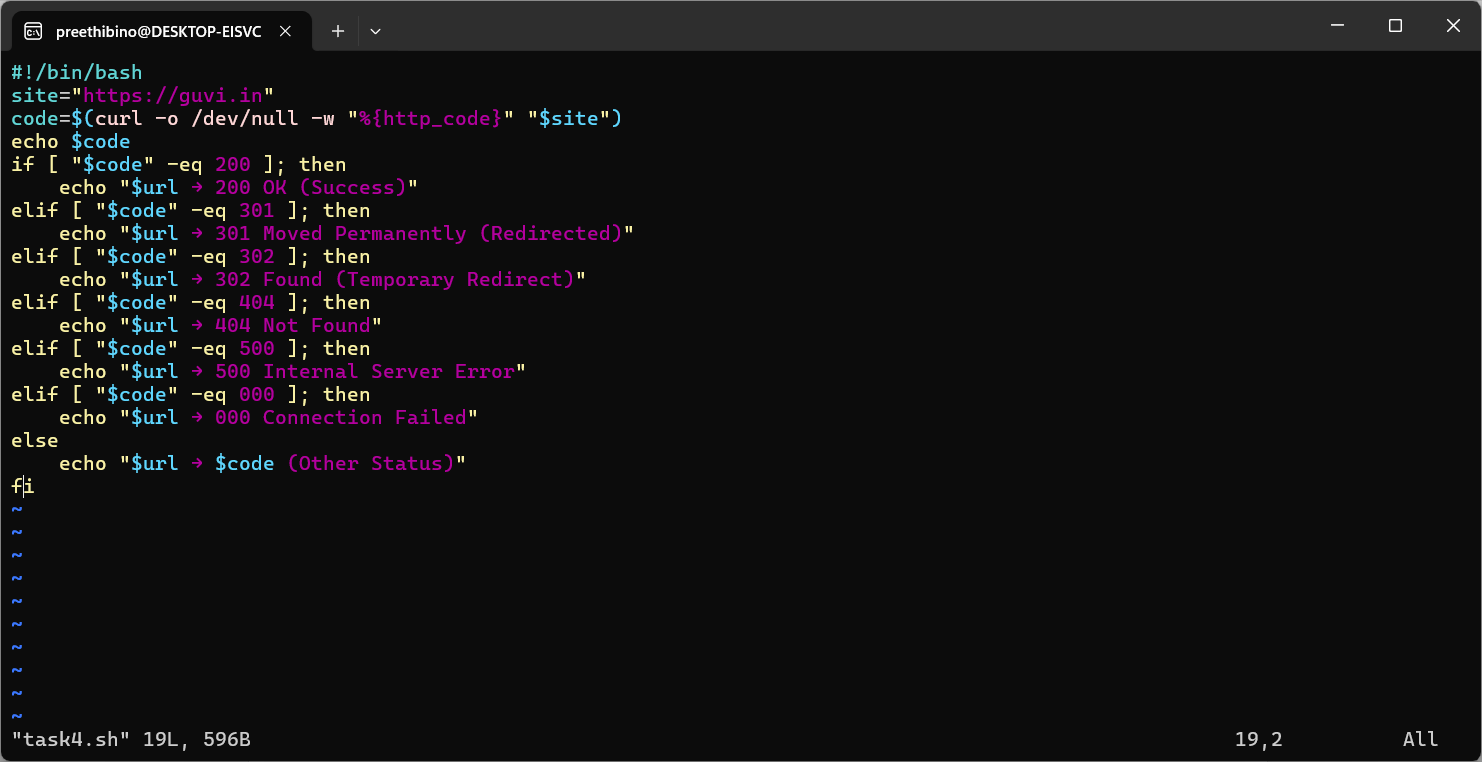 preethibino@DESKTOP-EISVC
#!/bin/bash
site="https://guvi.in"
code=$(curl -o /dev/null -w "%{http_code}" "$site")
echo $code
if [ "$code" -eq 200 ]; then
    echo "$url → 200 OK (Success)"
elif [ "$code" -eq 301 ]; then
    echo "$url → 301 Moved Permanently (Redirected)"
elif [ "$code" -eq 302 ]; then
    echo "$url → 302 Found (Temporary Redirect)"
elif [ "$code" -eq 404 ]; then
    echo "$url → 404 Not Found"
elif [ "$code" -eq 500 ]; then
    echo "$url → 500 Internal Server Error"
elif [ "$code" -eq 000 ]; then
    echo "$url → 000 Connection Failed"
else
    echo "$url → $code (Other Status)"
fi
~
~
~
~
~
~
~
~
~
~
"task4.sh" 19L, 596B 19,2 All